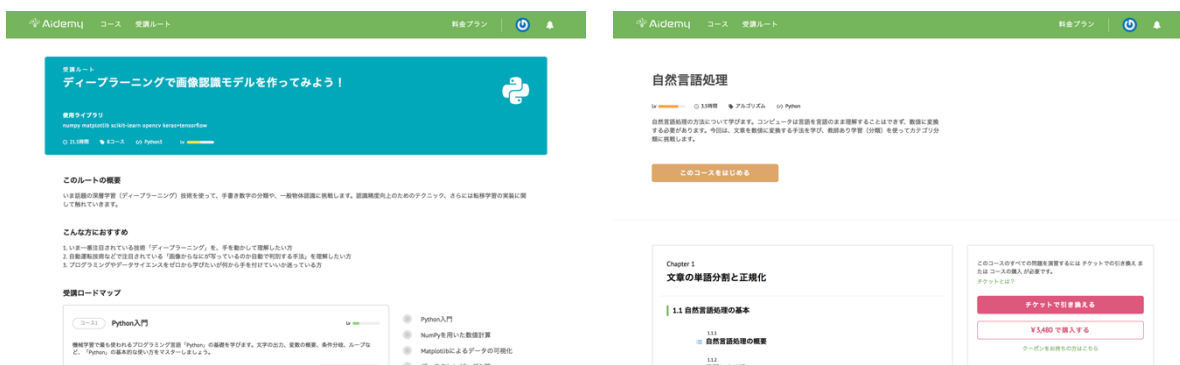 Aidemy コース 受講ルート 料金プラン
受講ルート
ディープラーニングで画像認識モデルを作ってみよう！
使用ライブラリ
numpy matplotlib scikit-learn opencv keras+tensorflow
21.5時間 8コース Python3 Lv
このルートの概要
いま話題の深層学習（ディープラーニング）技術を使って、手書き数字の分類や、一般物体認識に挑戦します。認識精度向上のためのテクニック、さらには転移学習の実装に関
して触れていきます。
こんな方におすすめ
1. いま一番注目されている技術「ディープラーニング」を、手を動かして理解したい方
2. 自動運転技術などで注目されている「画像からなにが写っているのか自動で判別する手法」を理解したい方
3. プログラミングやデータサイエンスをゼロから学びたいが何から手を付けていいか迷っている方
受講ロードマップ
コース1 Python入門 Lv
機械学習で最も使われるプログラミング言語「Python」の基礎を学びます。文字の出力、変数の概要、条件分岐、ループな
ど、「Python」の基本的な使い方をマスターしましょう。
Python入門
NumPyを用いた数値計算
Matplotlibによるデータの可視化
Aidemy コース 受講ルート 料金プラン
自然言語処理
Lv 3.5時間 アルゴリズム Python
自然言語処理の方法について学びます。コンピュータは言語を言語のまま理解することはできず、数値に変換
する必要があります。今回は、文章を数値に変換する手法を学び、教師あり学習（分類）を使ってカテゴリ分
類に挑戦します。
このコースをはじめる
Chapter 1
文章の単語分割と正規化
1.1 自然言語処理の基本
1.1.1
自然言語処理の概要
1.1.2
このコースのすべての問題を演習するには チケットでの引き換え ま
たは コースの購入 が必要です。
チケットとは？
チケットで引き換える
¥3,480 で購入する
クーポンをお持ちの方はこちら